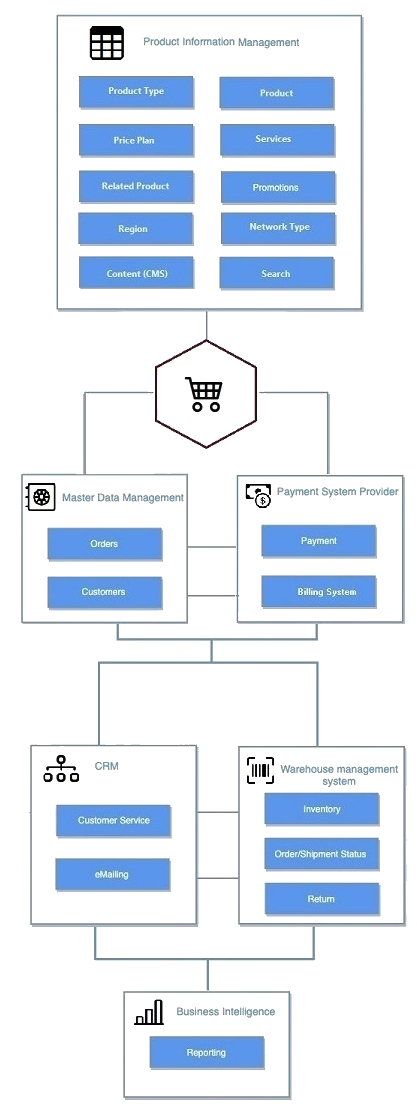 Product Information Management
Product Type
Product
Price Plan
Services
Related Product
Promotions
Region
Network Type
Content (CMS)
Search
Master Data Management
Orders
Customers
Payment System Provider
$
Payment
Billing System
CRM
Customer Service
eMailing
Warehouse management
system
Inventory
Order/Shipment Status
Return
Business Intelligence
Reporting